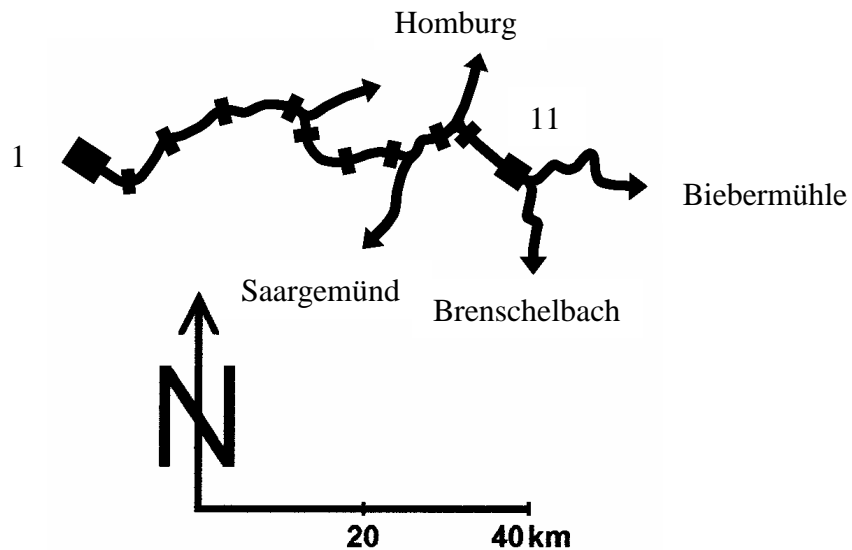 Homburg
11
1
Biebermühle
Saargemünd
Brenschelbach
N
20 40 km